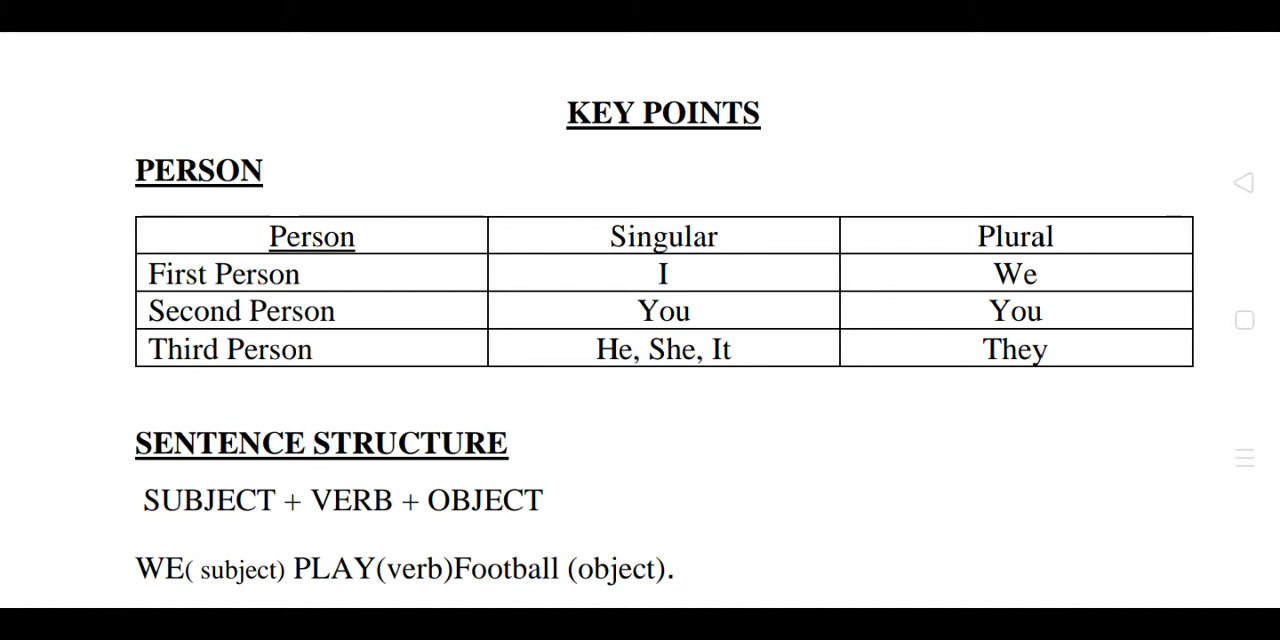 KEY POINTS
PERSON
Person Singular Plural
First Person I We
Second Person You You
Third Person He, She, It They
SENTENCE STRUCTURE
SUBJECT + VERB + OBJECT
WE( subject) PLAY(verb)Football (object).